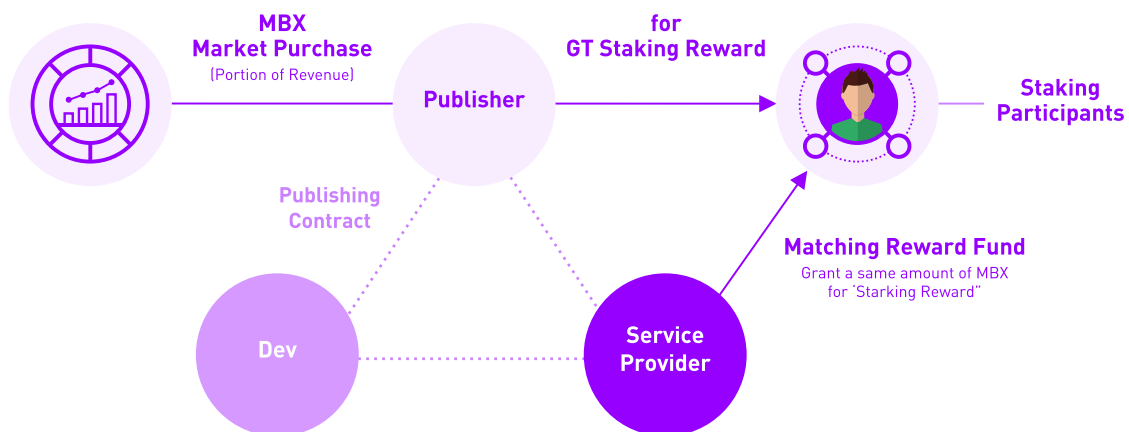 MBX
Market Purchase
(Portion of Revenue)
for
GT Staking Reward
Publisher
Staking
Participants
Publishing
Contract
Matching Reward Fund
Grant a same amount of MBX
for ‘Starking Reward”
Dev
Service
Provider